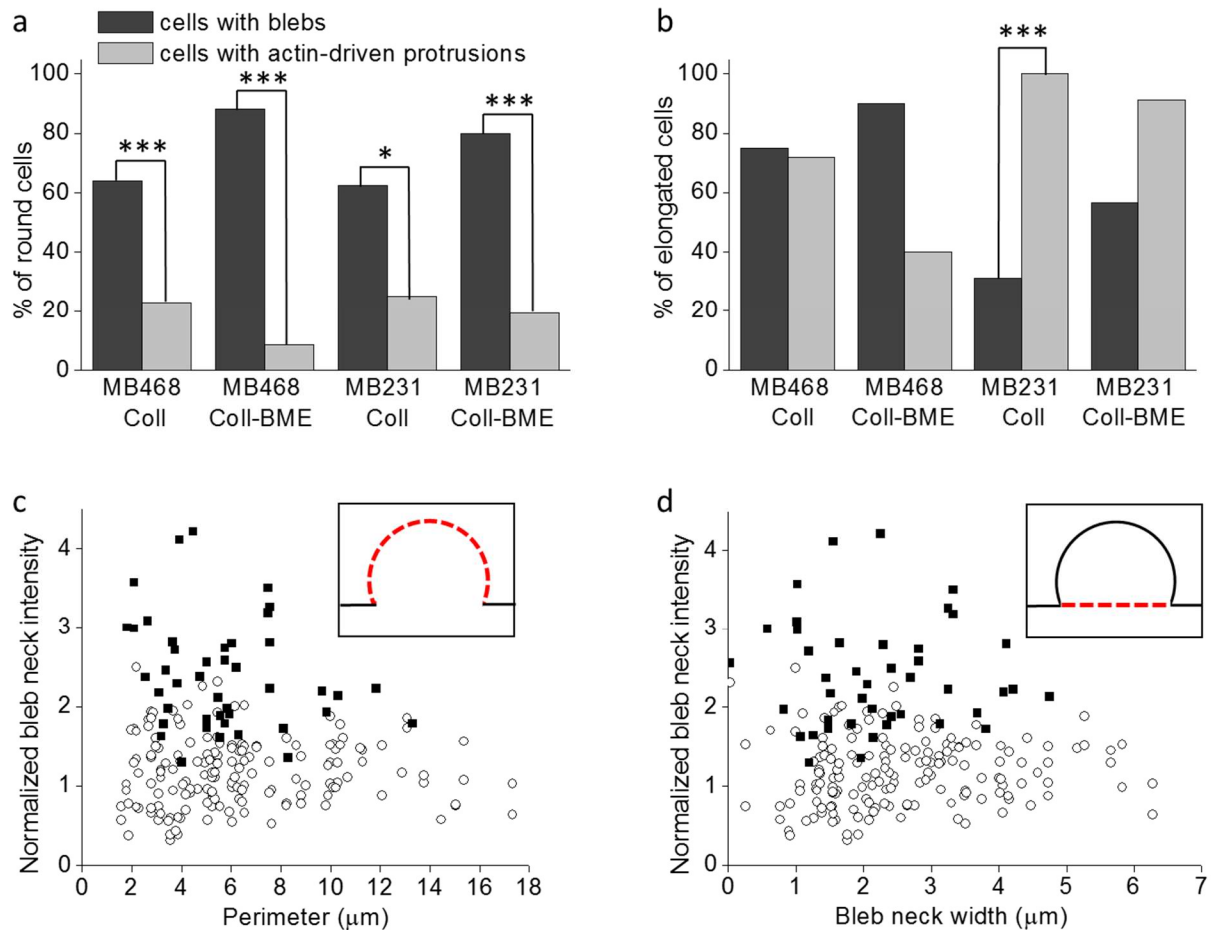 a
cells with blebs
cells with actin-driven protrusions
% of round cells
100
80
60
40
20
0
***
***
*
***
MB468 Coll
MB468 Coll-BME
MB231 Coll
MB231 Coll-BME
b
% of elongated cells
100
80
60
40
20
0
***
MB468 Coll
MB468 Coll-BME
MB231 Coll
MB231 Coll-BME
c
Normalized bleb neck intensity
4
3
2
1
0
0 2 4 6 8 10 12 14 16 18
Perimeter (μm)
d
Normalized bleb neck intensity
4
3
2
1
0
0 1 2 3 4 5 6 7
Bleb neck width (μm)